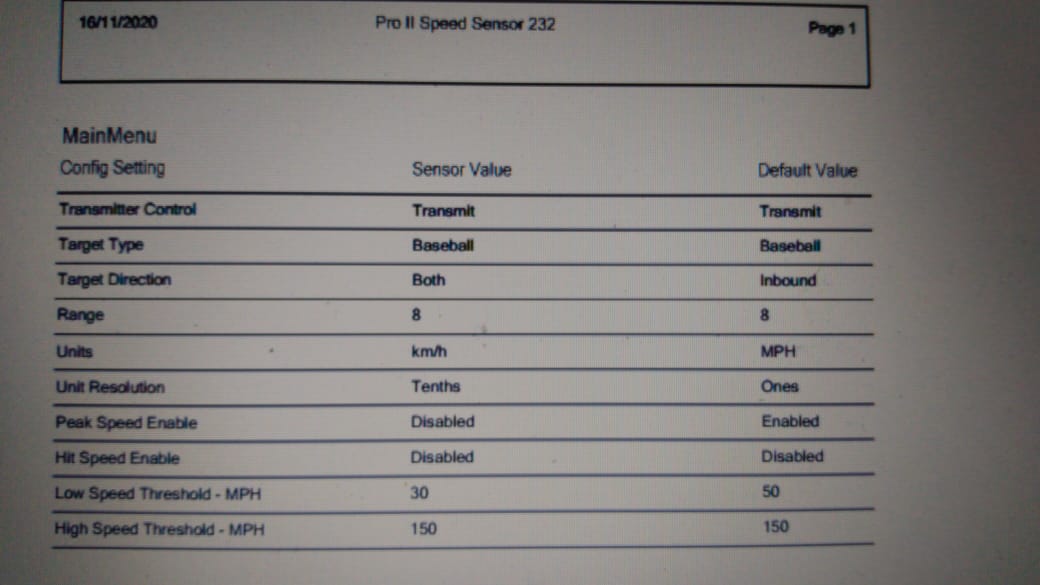 16/11/2020 Pro II Speed Sensor 232 Page 1
MainMenu
Config Setting Sensor Value Default Value
Transmitter Control Transmit Transmit
Target Type Baseball Baseball
Target Direction Both Inbound
Range 8 8
Units km/h MPH
Unit Resolution Tenths Ones
Peak Speed Enable Disabled Enabled
Hit Speed Enable Disabled Disabled
Low Speed Threshold - MPH 30 50
High Speed Threshold - MPH 150 150